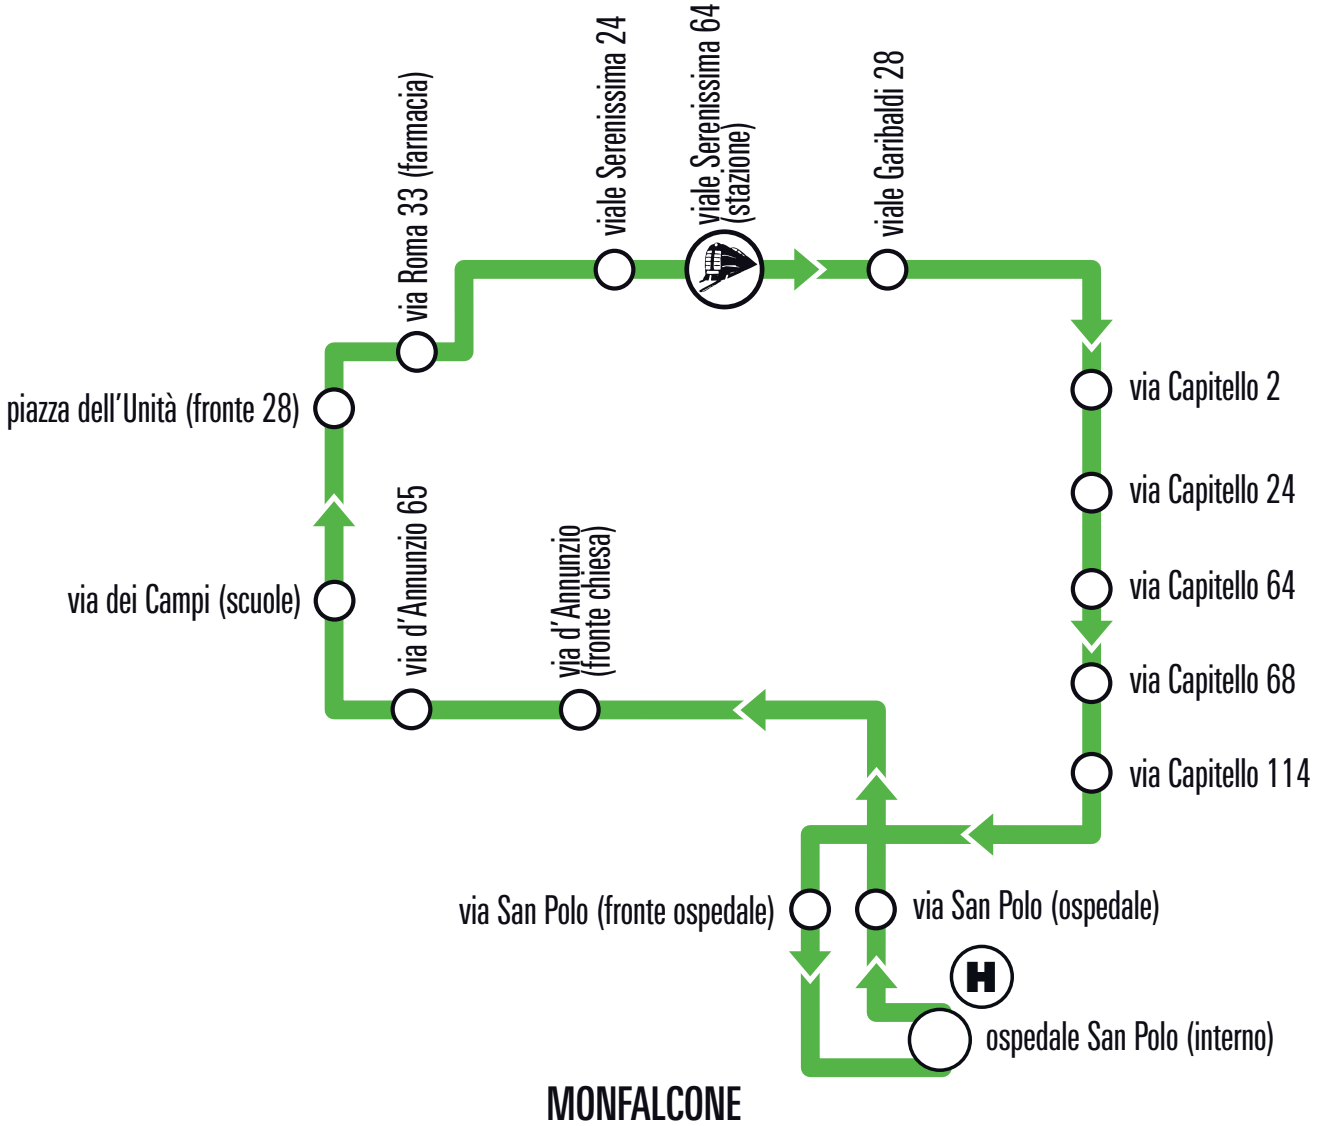 viale Serenissima 24
viale Serenissima 64
(stazione)
viale Garibaldi 28
via Roma 33 (farmacia)
piazza dell'Unità (fronte 28)
via Capitello 2
via Capitello 24
via d'Annunzio 65
via d'Annunzio
(fronte chiesa)
via dei Campi (scuole)
via Capitello 64
via Capitello 68
via Capitello 114
via San Polo (fronte ospedale)
via San Polo (ospedale)
H
ospedale San Polo (interno)
MONFALCONE